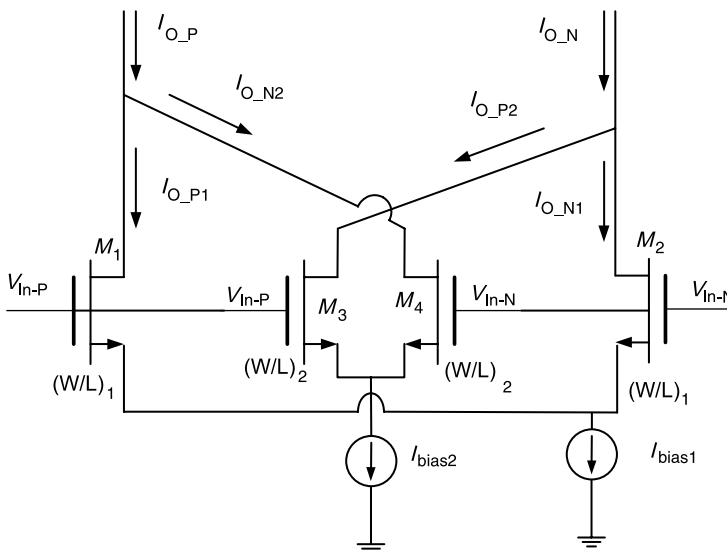 I_O_P
I_O_N
I_O_N2
I_O_P2
I_O_P1
I_O_N1
M_1
M_2
V_In-P
V_In-P
M_3
M_4
V_In-N
V_In-N
(W/L)_1
(W/L)_2
(W/L)_2
(W/L)_1
I_bias2
I_bias1